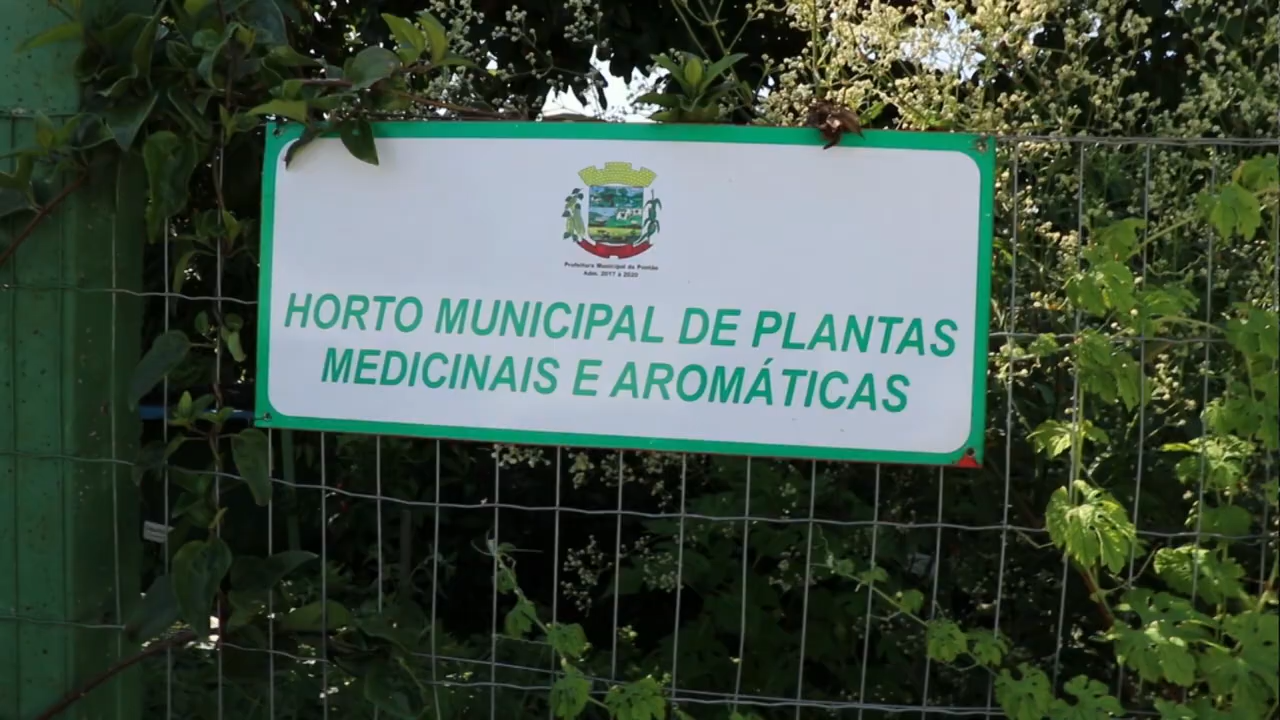 Prefeitura Municipal de Pontão
Adm. 2017 à 2020
HORTO MUNICIPAL DE PLANTAS
MEDICINAIS E AROMÁTICAS